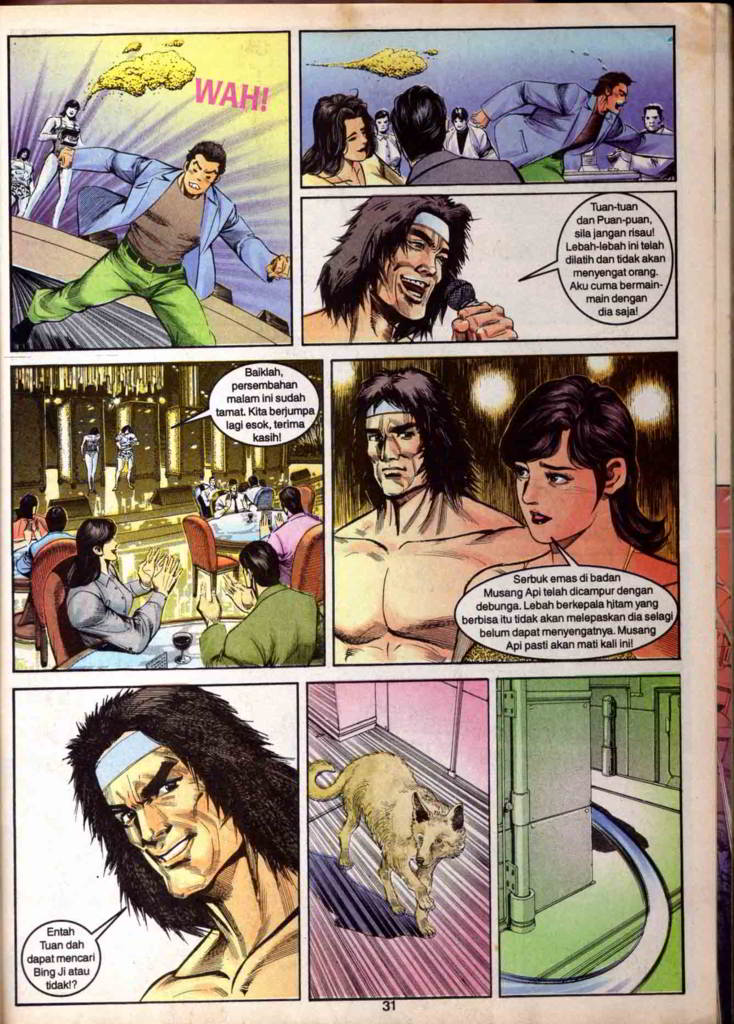 WAH!
Tuan-tuan
dan Puan-puan,
sila jangan risau!
Lebah-lebah ini telah
dilatih dan tidak akan
menyengat orang.
Aku cuma bermain-
main dengan
dia saja!
Baiklah,
persembahan
malam ini sudah
tamat. Kita berjumpa
lagi esok, terima
kasih!
Serbuk emas di badan
Musang Api telah dicampur dengan
debunga. Lebah berkepala hitam yang
berbisa itu tidak akan melepaskan dia selagi
belum dapat menyengatnya. Musang
Api pasti akan mati kali ini!
Entah
Tuan dah
dapat mencari
Bing Ji atau
tidak!?
31